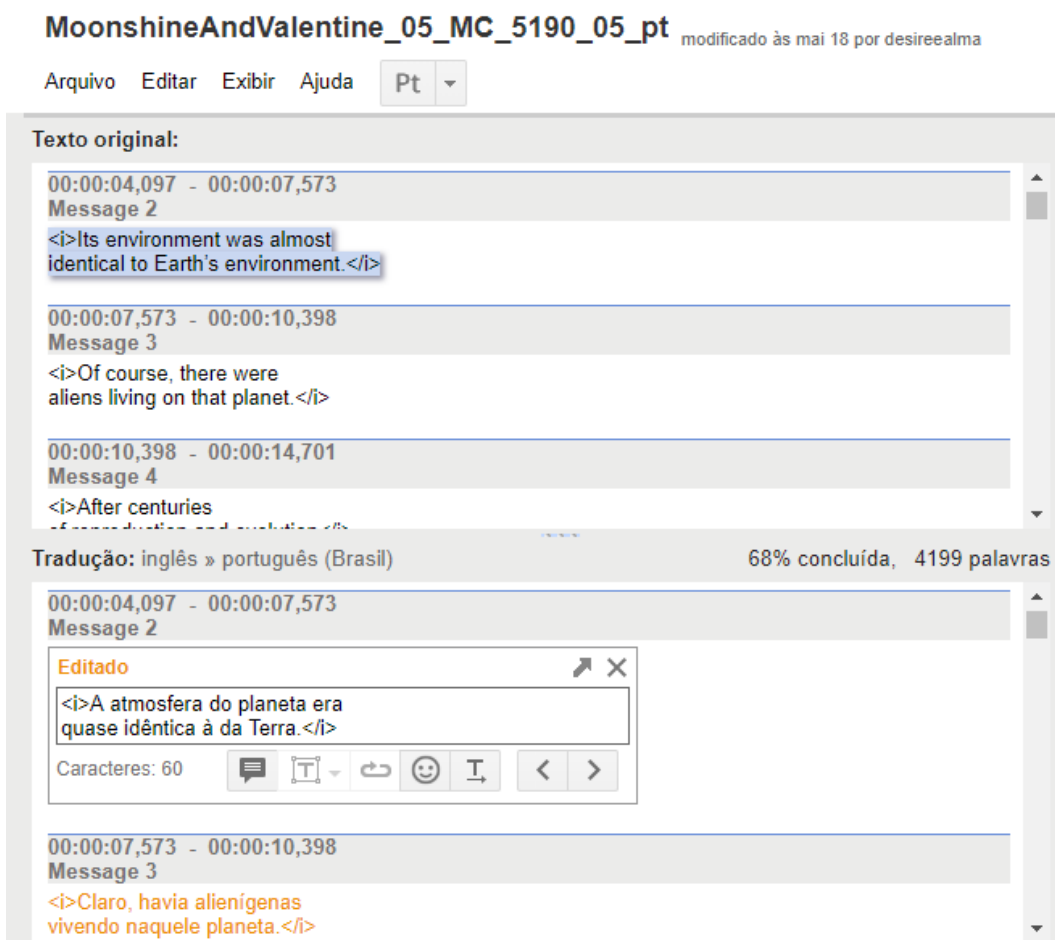 MoonshineAndValentine_05_MC_5190_05_pt modificado às mai 18 por desireealma
Arquivo Editar Exibir Ajuda Pt
Texto original:
00:00:04,097 - 00:00:07,573
Message 2
<i>Its environment was almost
identical to Earth's environment.</i>
00:00:07,573 - 00:00:10,398
Message 3
<i>Of course, there were
aliens living on that planet.</i>
00:00:10,398 - 00:00:14,701
Message 4
<i>After centuries
of reproduction and evolution,</i>
Tradução: inglês » português (Brasil) 68% concluída, 4199 palavras
00:00:04,097 - 00:00:07,573
Message 2
Editado
<i>A atmosfera do planeta era
quase idêntica à da Terra.</i>
Caracteres: 60
00:00:07,573 - 00:00:10,398
Message 3
<i>Claro, havia alienígenas
vivendo naquele planeta.</i>